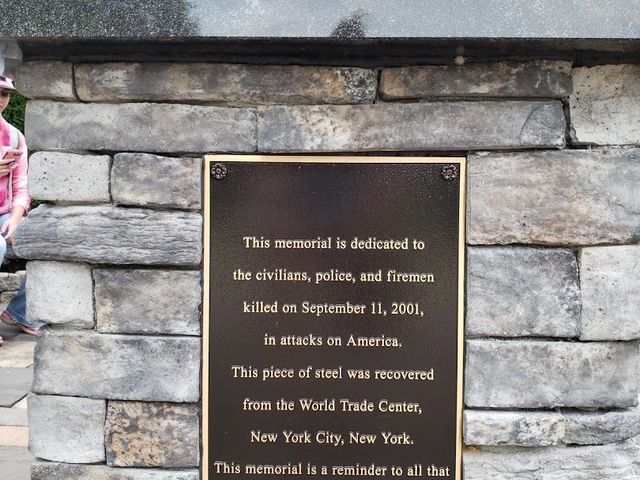 This memorial is dedicated to
the civilians, police, and firemen
killed on September 11, 2001,
in attacks on America.
This piece of steel was recovered
from the World Trade Center,
New York City, New York.
This memorial is a reminder to all that